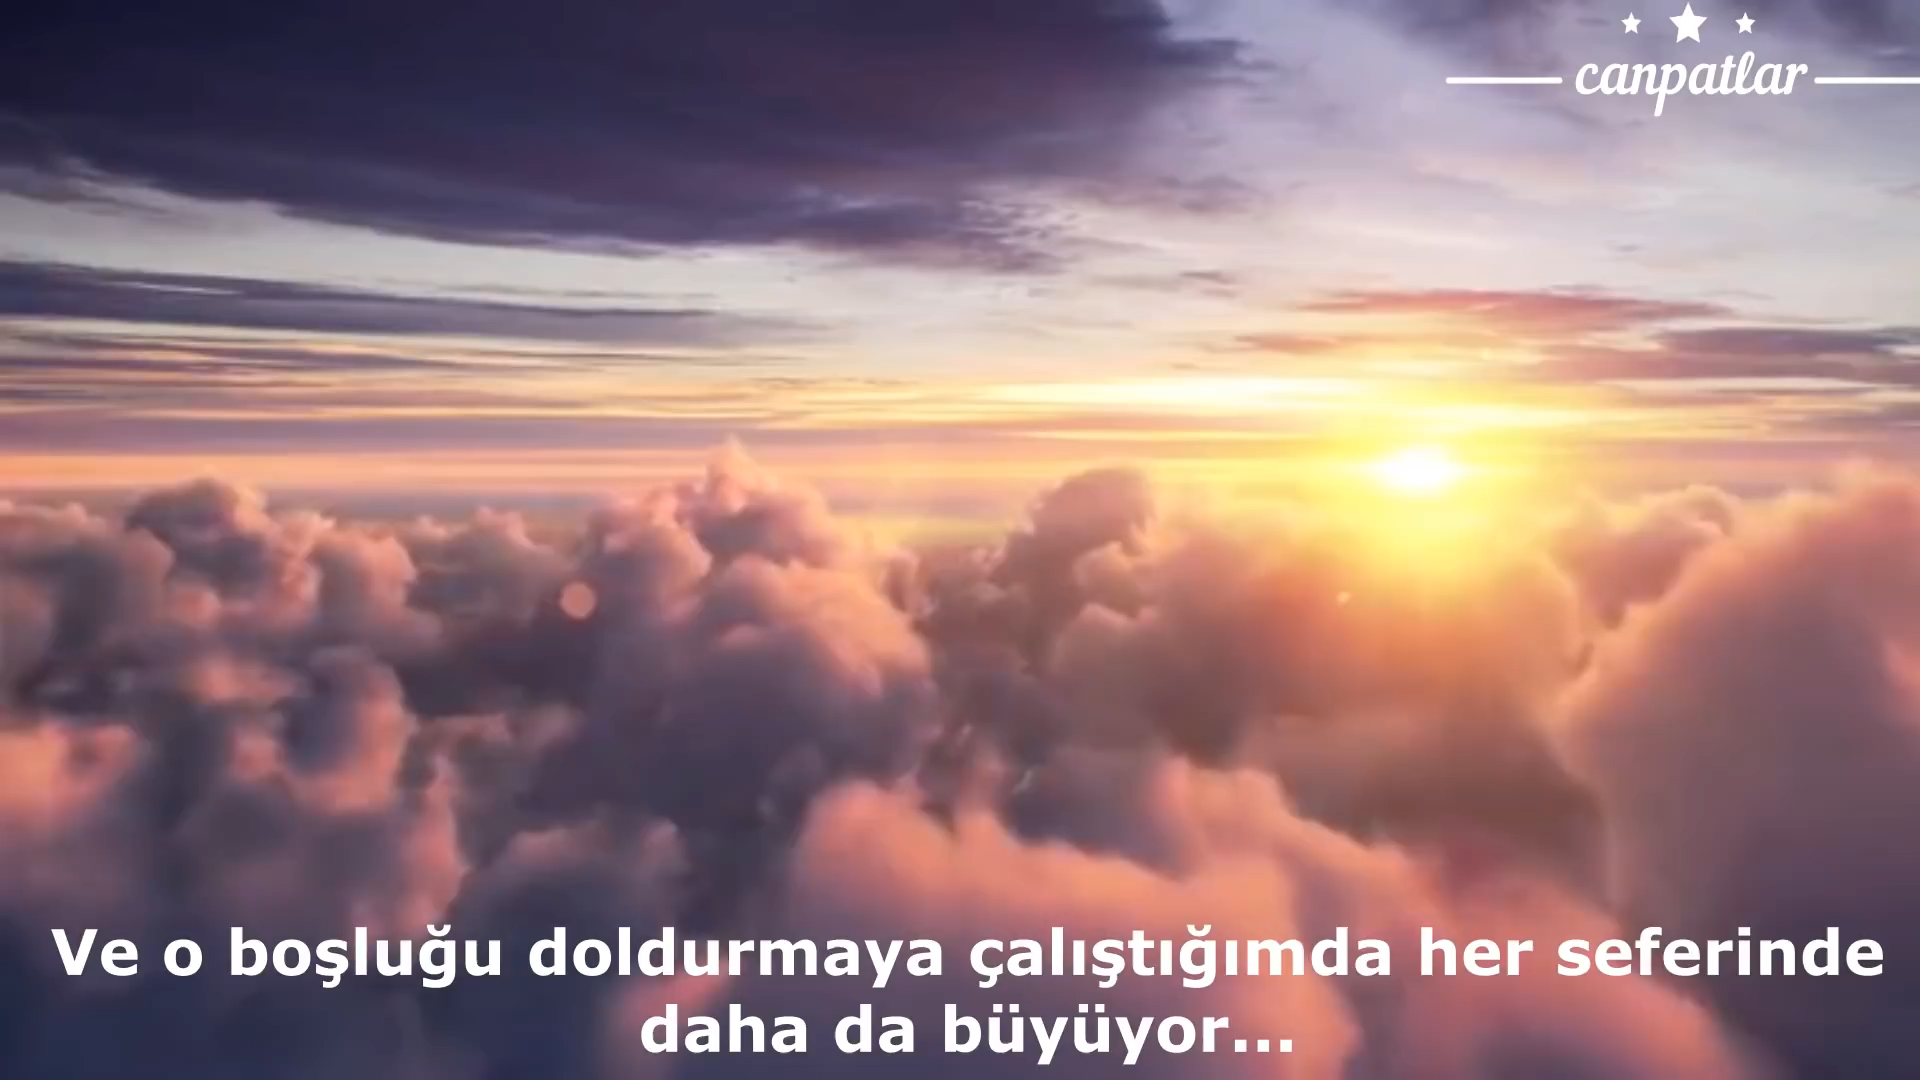 canpatlar
Ve o boşluğu doldurmaya çalıştığımda her seferinde
daha da büyüyor...